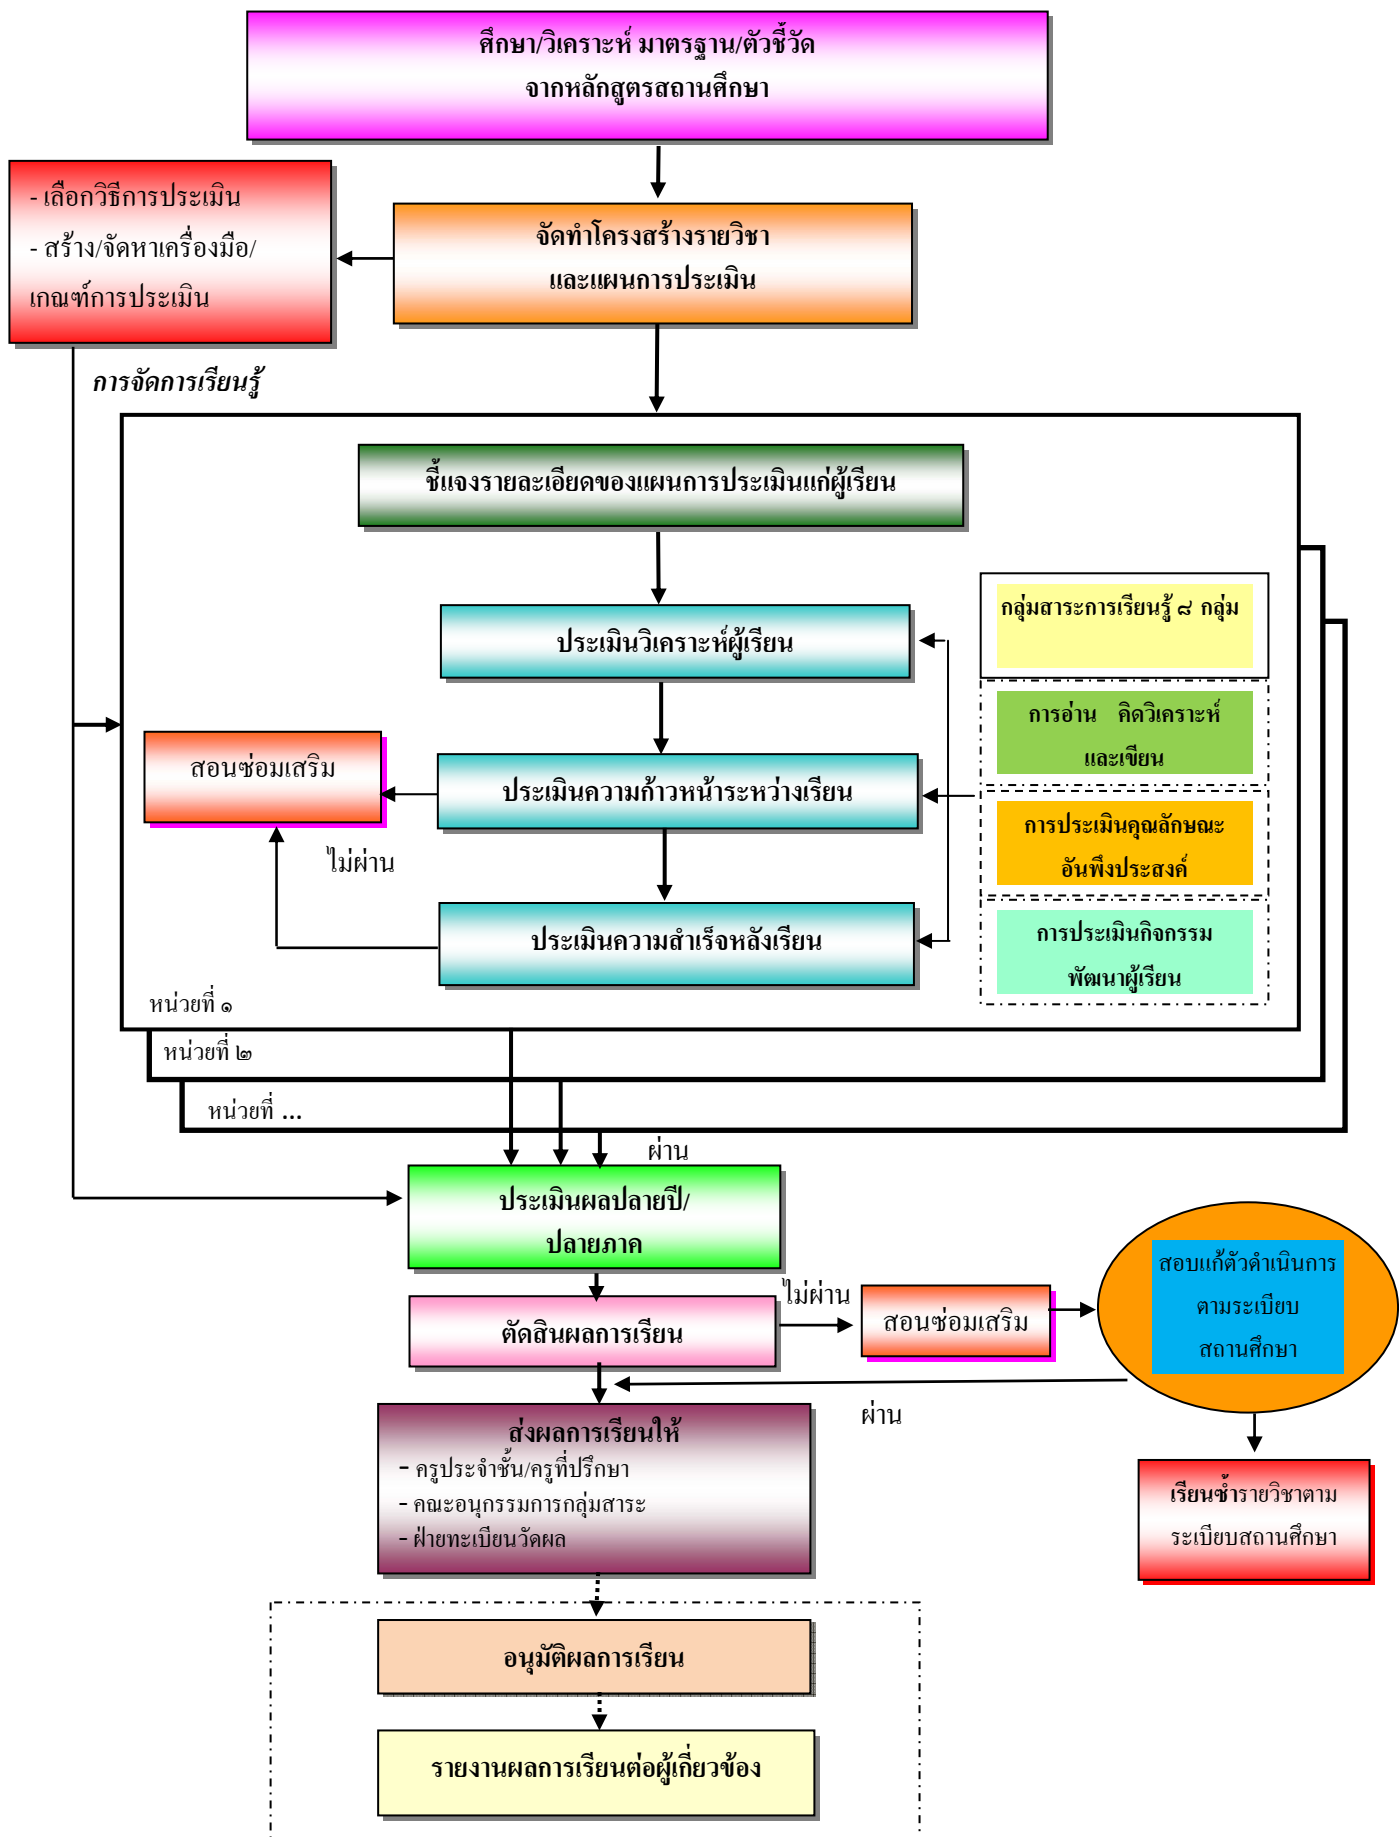 ศึกษา/วิเคราะห์ มาตรฐาน/ตัวชี้วัด
จากหลักสูตรสถานศึกษา
- เลือกวิธีการประเมิน
- สร้าง/จัดหาเครื่องมือ/
เกณฑ์การประเมิน
จัดทำโครงสร้างรายวิชา
และแผนการประเมิน
การจัดการเรียนรู้
ชี้แจงรายละเอียดของแผนการประเมินแก่ผู้เรียน
ประเมินวิเคราะห์ผู้เรียน
กลุ่มสาระการเรียนรู้ ๘ กลุ่ม
การอ่าน คิดวิเคราะห์
และเขียน
สอนซ่อมเสริม
ประเมินความก้าวหน้าระหว่างเรียน
การประเมินคุณลักษณะ
อันพึงประสงค์
ไม่ผ่าน
ประเมินความสำเร็จหลังเรียน
การประเมินกิจกรรม
พัฒนาผู้เรียน
หน่วยที่ ๑
หน่วยที่ ๒
หน่วยที่ ...
ผ่าน
ประเมินผลปลายปี/
ปลายภาค
ไม่ผ่าน
ตัดสินผลการเรียน
สอนซ่อมเสริม
สอบแก้ตัวดำเนินการ
ตามระเบียบ
สถานศึกษา
ผ่าน
ส่งผลการเรียนให้
- ครูประจำชั้น/ครูที่ปรึกษา
- คณะอนุกรรมการกลุ่มสาระ
- ฝ่ายทะเบียนวัดผล
เรียนซ้ำรายวิชาตาม
ระเบียบสถานศึกษา
อนุมัติผลการเรียน
รายงานผลการเรียนต่อผู้เกี่ยวข้อง